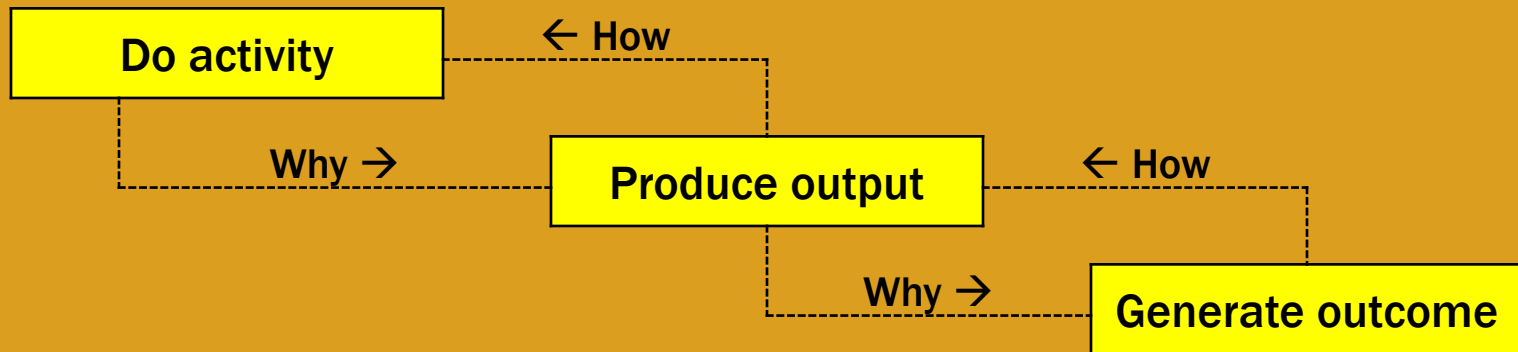 Do activity
← How
Why →
Produce output
← How
Why →
Generate outcome